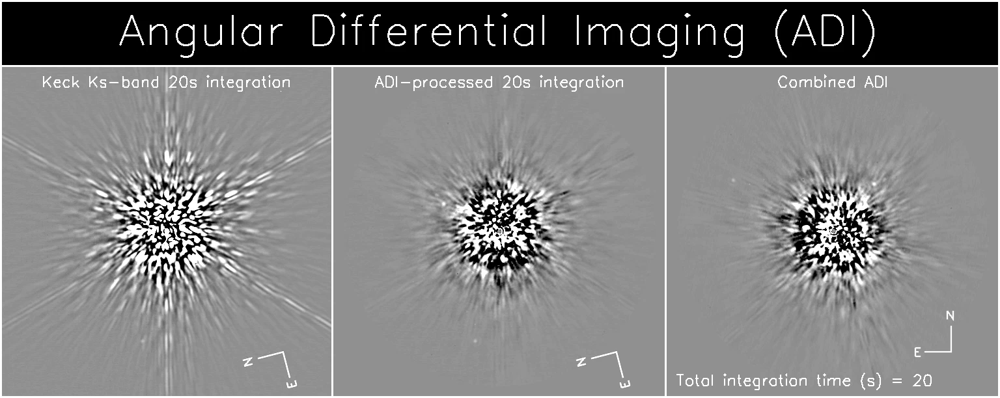 Angular Differential Imaging (ADI)
Keck Ks-band 20s integration
ADI-processed 20s integration
Combined ADI
N
E
N
E
N
E
Total integration time (s) = 20